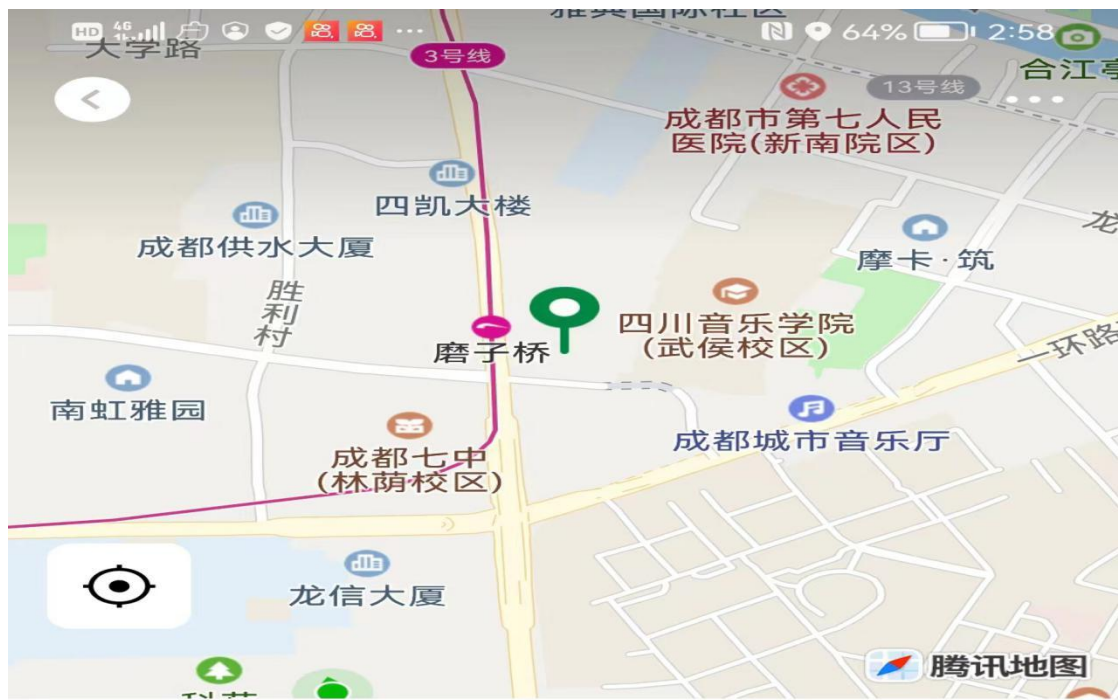 HD 4G 64% 2:58
大学路
3号线
13号线
成都市第七人民
医院(新南院区)
四凯大楼
成都供水大厦
摩卡·筑
胜利村
四川音乐学院
(武侯校区)
磨子桥
一环路
南虹雅园
成都城市音乐厅
成都七中
(林荫校区)
龙信大厦
腾讯地图